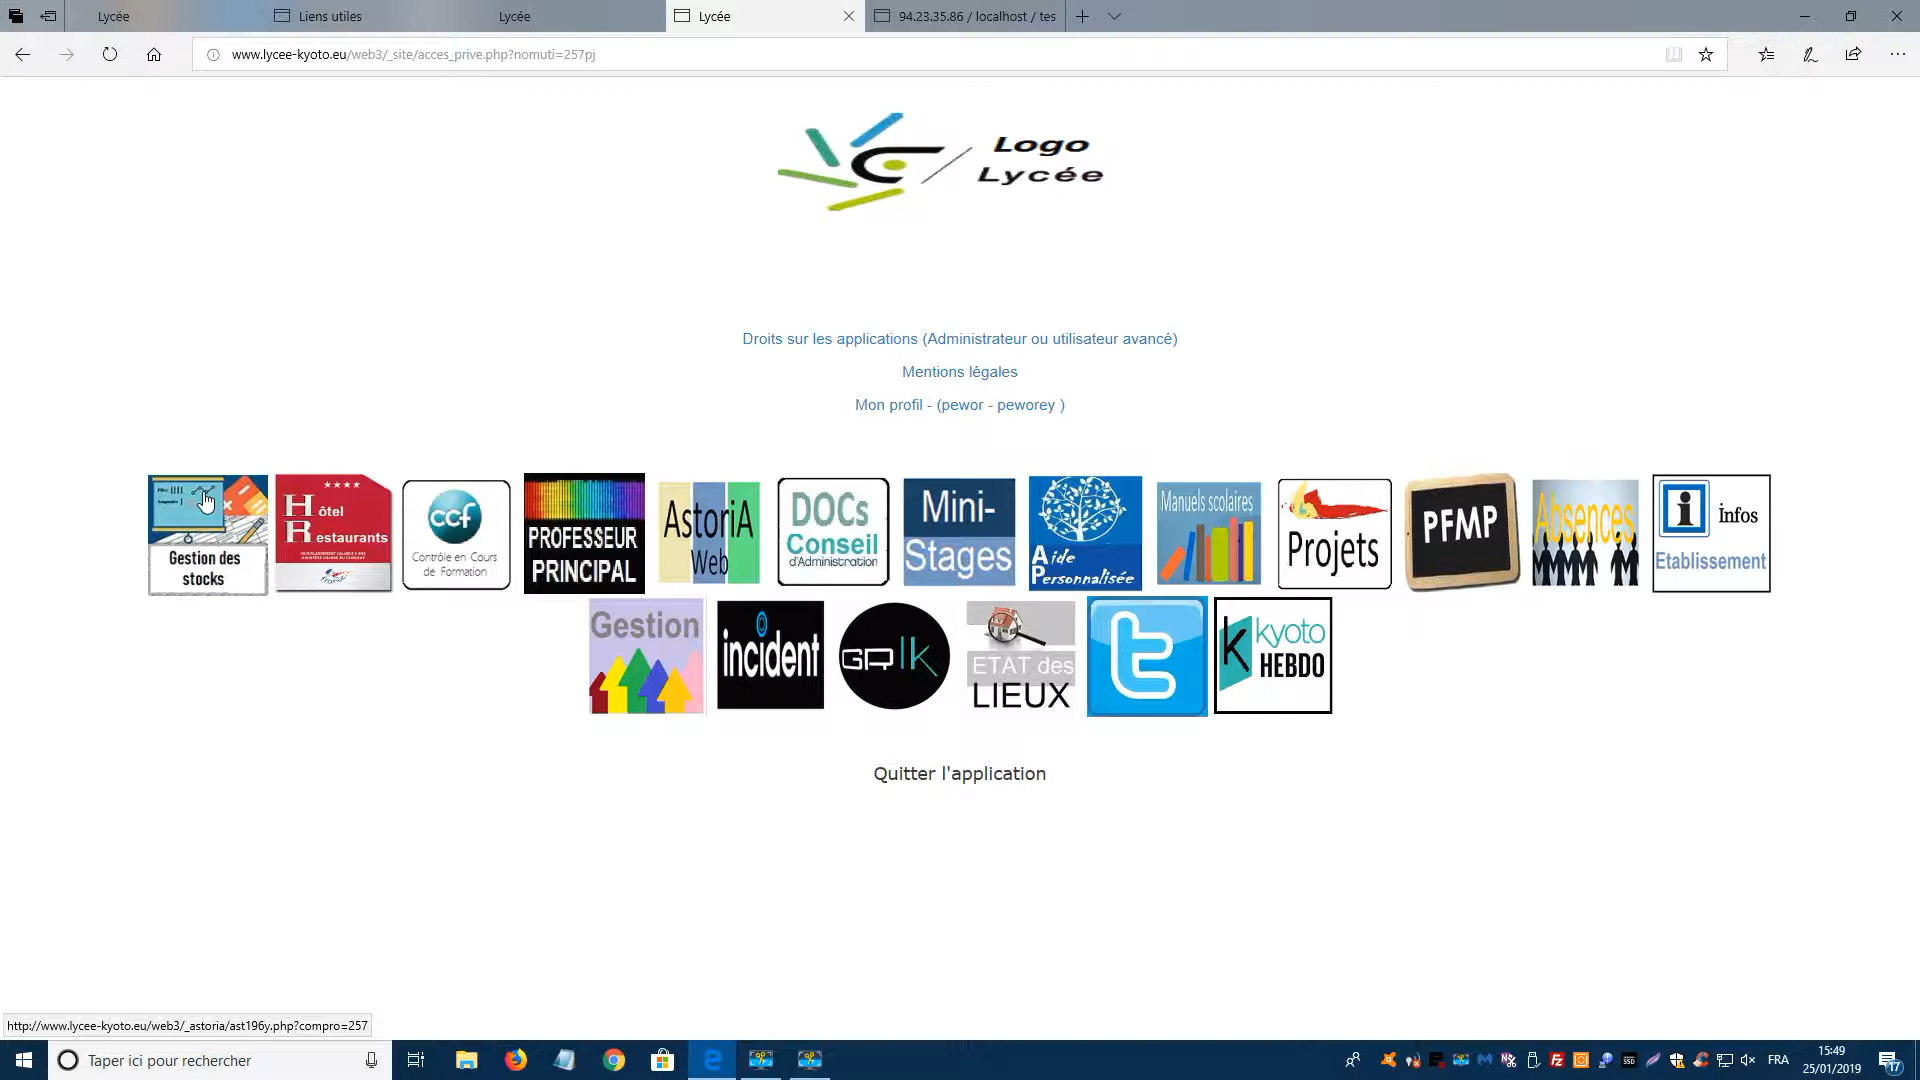 Lycée
Liens utiles
Lycée
Lycée
94.23.35.86 / localhost / tes
www.lycee-kyoto.eu/web3/_site/acces_prive.php?nomuti=257pj
Logo
Lycée
Droits sur les applications (Administrateur ou utilisateur avancé)
Mentions légales
Mon profil - (pewor - peworey )
Gestion des
stocks
Hôtel
Restaurants
ccf
Contrôle en Cours
de Formation
PROFESSEUR
PRINCIPAL
AstoriA
Web
DOCs
Conseil
d'Administration
Mini-
Stages
Aide
Personnalisée
Manuels scolaires
Projets
PFMP
Absences
i infos
Etablissement
Gestion
incident
GRIK
ETAT des
LIEUX
kyoto
HEBDO
Quitter l'application
http://www.lycee-kyoto.eu/web3/_astoria/ast196y.php?compro=257
Taper ici pour rechercher
FRA
15:49
25/01/2019
17